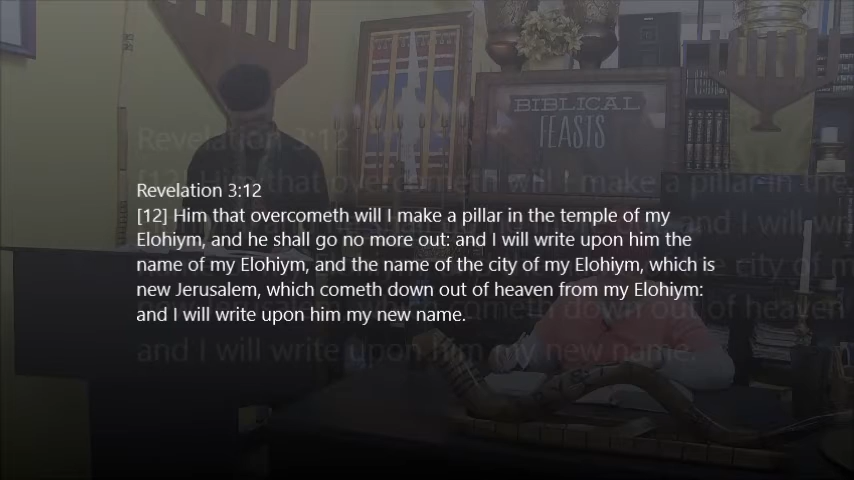 BIBLICAL
FEASTS
Revelation 3:12
[12] Him that overcometh will I make a pillar in the temple of my
Elohiym, and he shall go no more out: and I will write upon him the
name of my Elohiym, and the name of the city of my Elohiym, which is
new Jerusalem, which cometh down out of heaven from my Elohiym:
and I will write upon him my new name.